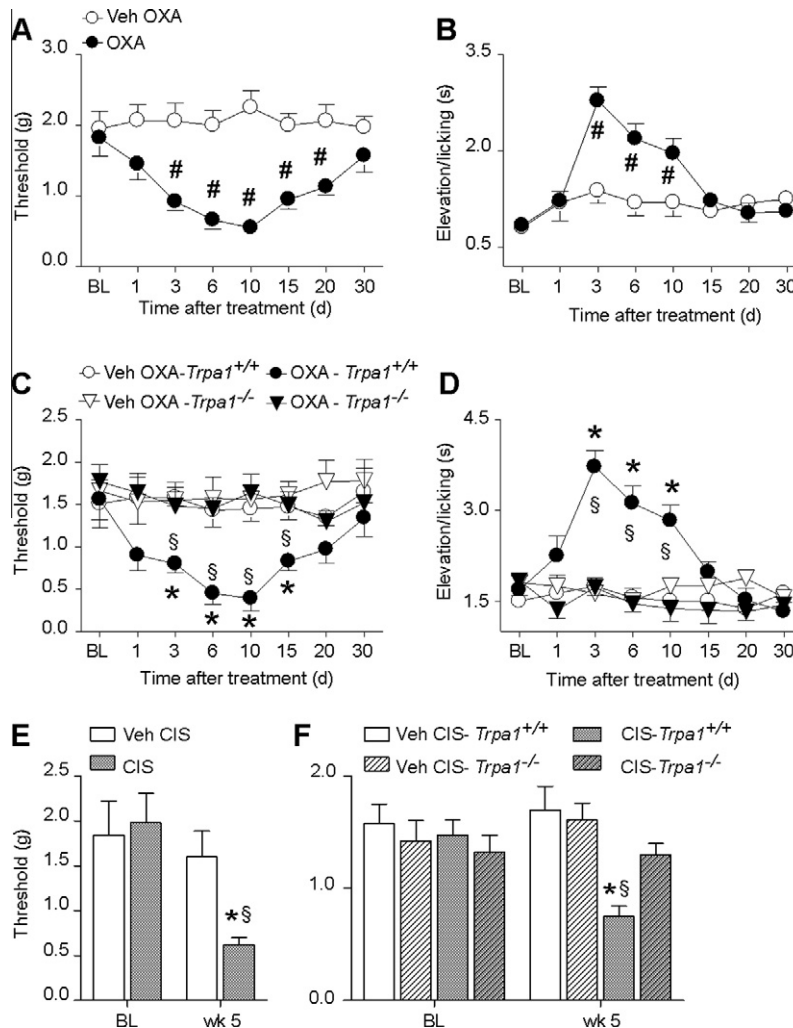 A
Veh OXA
OXA
3.0
2.0
1.0
0.0
Threshold (g)
# # # # #
BL 1 3 6 10 15 20 30
Time after treatment (d)
B
3.5
2.0
0.5
Elevation/licking (s)
# # #
BL 1 3 6 10 15 20 30
Time after treatment (d)
C
Veh OXA-Trpa1+/+ OXA - Trpa1+/+
Veh OXA -Trpa1-/- OXA - Trpa1-/-
2.5
2.0
1.5
1.0
0.5
0.0
Threshold (g)
§ § § §
* * * *
BL 1 3 6 10 15 20 30
Time after treatment (d)
D
4.5
3.0
1.5
Elevation/licking (s)
* * *
§ § §
BL 1 3 6 10 15 20 30
Time after treatment (d)
E
Veh CIS
CIS
2.5
2.0
1.5
1.0
0.5
0.0
Threshold (g)
*§
BL wk 5
F
Veh CIS- Trpa1+/+ CIS-Trpa1+/+
Veh CIS-Trpa1-/- CIS-Trpa1-/-
2.0
1.0
0.0
*§
BL wk 5